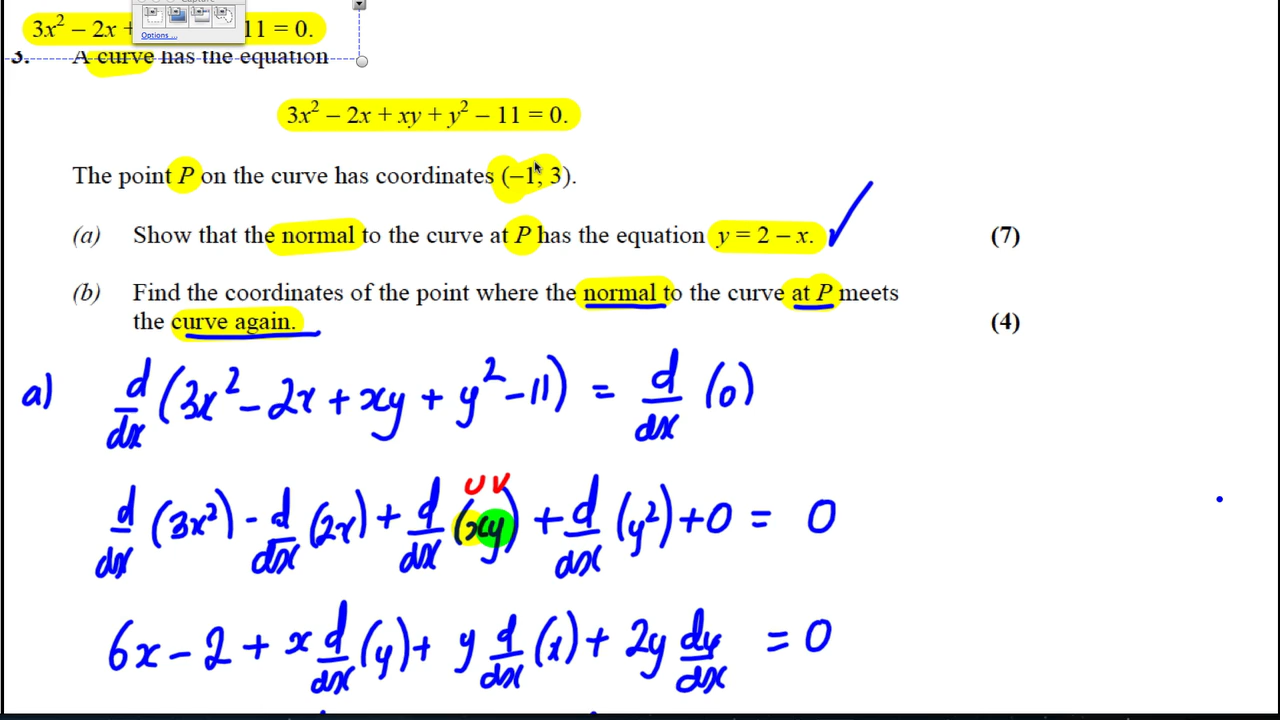 3x² − 2x + 11 = 0.
Options ...
3. A curve has the equation
3x² − 2x + xy + y² − 11 = 0.
The point P on the curve has coordinates (−1, 3).
(a) Show that the normal to the curve at P has the equation y = 2 − x. ✓ (7)
(b) Find the coordinates of the point where the normal to the curve at P meets
the curve again. (4)
a) d/dx (3x² − 2x + xy + y² − 11) = d/dx (0)
U V
d/dx (3x²) − d/dx (2x) + d/dx (xy) + d/dx (y²) + 0 = 0
6x − 2 + x d/dx (y) + y d/dx (x) + 2y dy/dx = 0